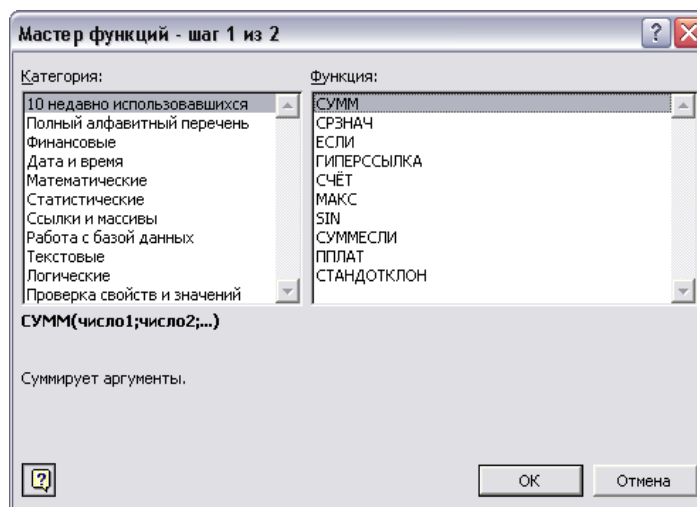 Мастер функций - шаг 1 из 2
Категория:
Функция:
10 недавно использовавшихся
Полный алфавитный перечень
Финансовые
Дата и время
Математические
Статистические
Ссылки и массивы
Работа с базой данных
Текстовые
Логические
Проверка свойств и значений
СУММ
СРЗНАЧ
ЕСЛИ
ГИПЕРССЫЛКА
СЧЁТ
МАКС
SIN
СУММЕСЛИ
ППЛАТ
СТАНДОТКЛОН
СУММ(число1;число2;...)
Суммирует аргументы.
ОК
Отмена